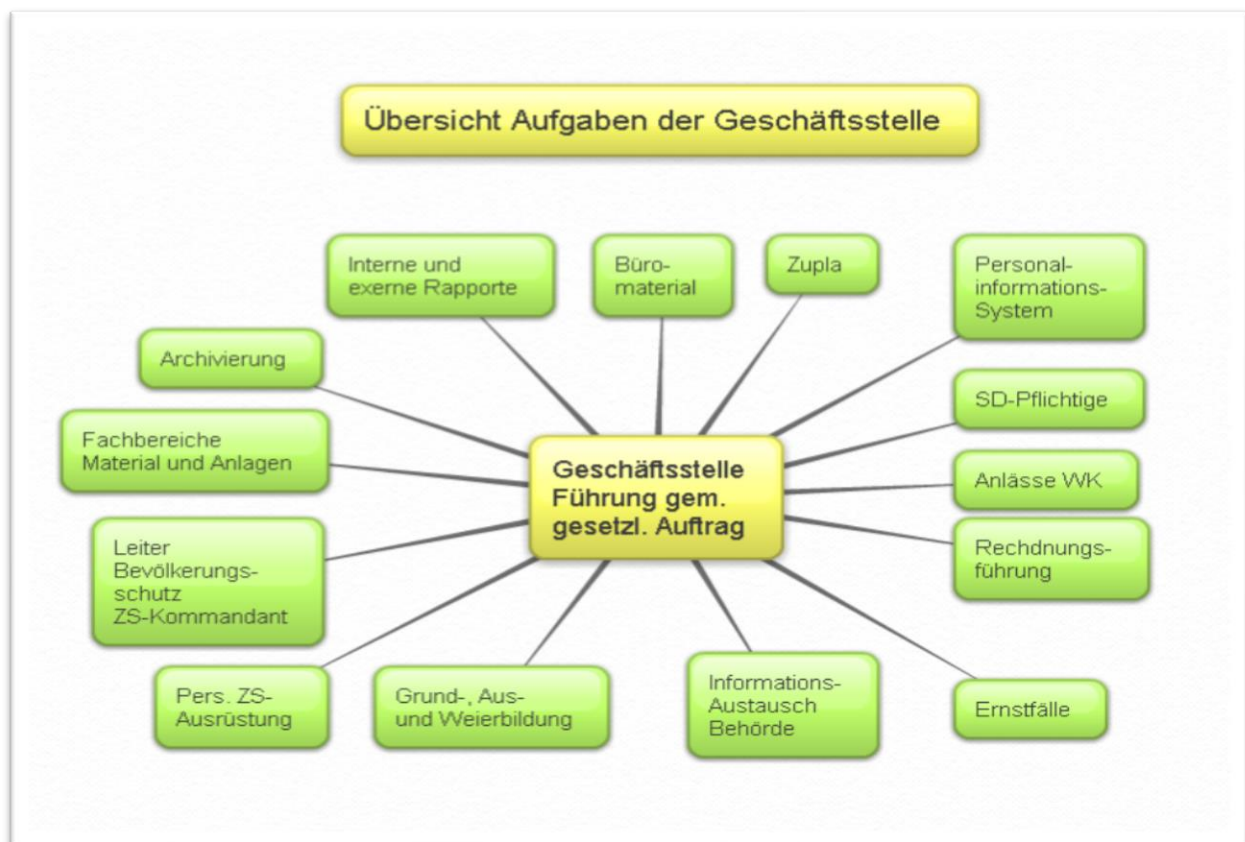 Übersicht Aufgaben der Geschäftsstelle
Interne und
exerne Rapporte
Büro-
material
Zupla
Personal-
informations-
System
Archivierung
SD-Pflichtige
Fachbereiche
Material und Anlagen
Geschäftsstelle
Führung gem.
gesetzl. Auftrag
Anlässe WK
Leiter
Bevölkerungs-
schutz
ZS-Kommandant
Rechdnungs-
führung
Pers. ZS-
Ausrüstung
Grund-, Aus-
und Weierbildung
Informations-
Austausch
Behörde
Ernstfälle